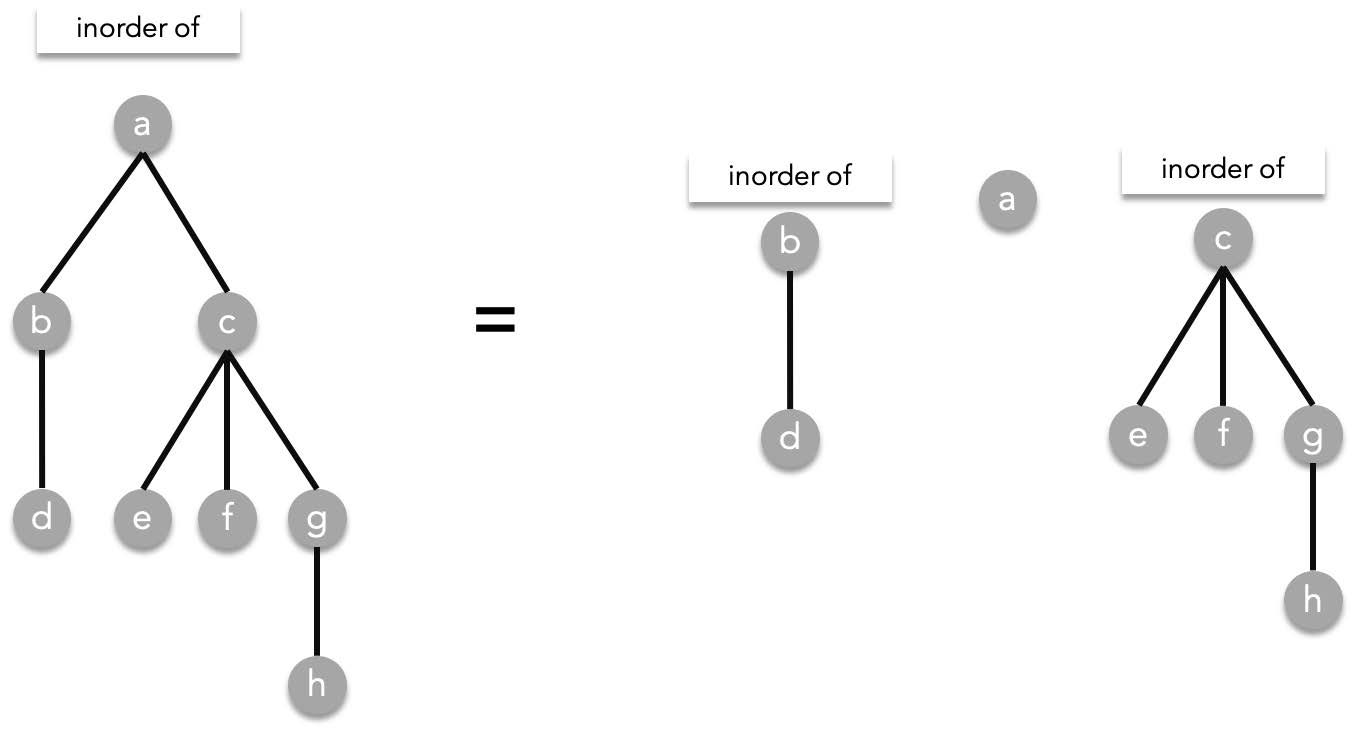 inorder of
a
b c
d e f g
h
=
inorder of
b
d
a
inorder of
c
e f g
h